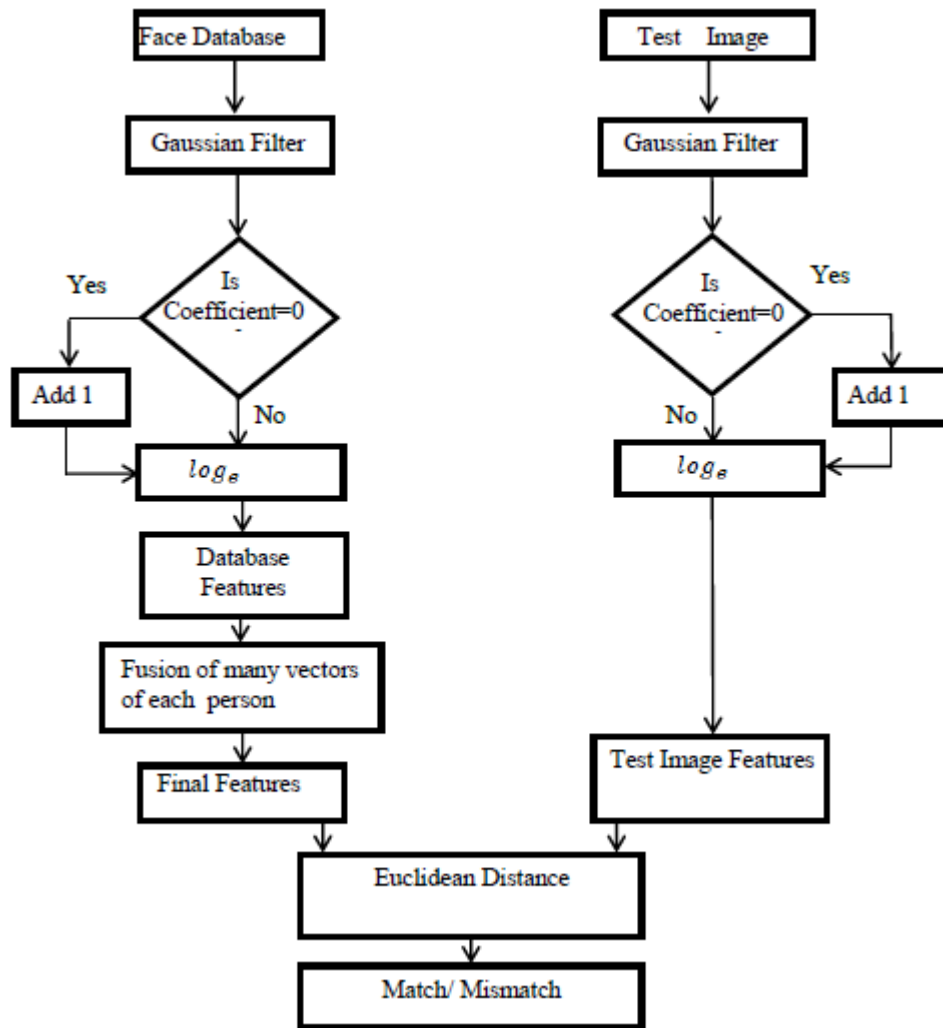 Face Database
Gaussian Filter
Is
Coefficient=0
-
Yes
Add 1
No
log_e
Database
Features
Fusion of many vectors
of each person
Final Features
Test Image
Gaussian Filter
Is
Coefficient=0
-
Yes
Add 1
No
log_e
Test Image Features
Euclidean Distance
Match/ Mismatch